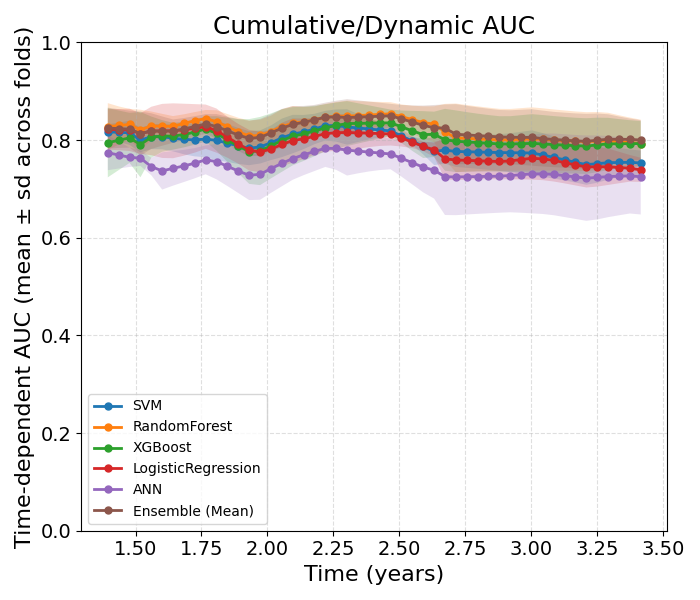 Cumulative/Dynamic AUC
Time-dependent AUC (mean ± sd across folds)
1.0
0.8
0.6
0.4
0.2
0.0
SVM
RandomForest
XGBoost
LogisticRegression
ANN
Ensemble (Mean)
1.50 1.75 2.00 2.25 2.50 2.75 3.00 3.25 3.50
Time (years)